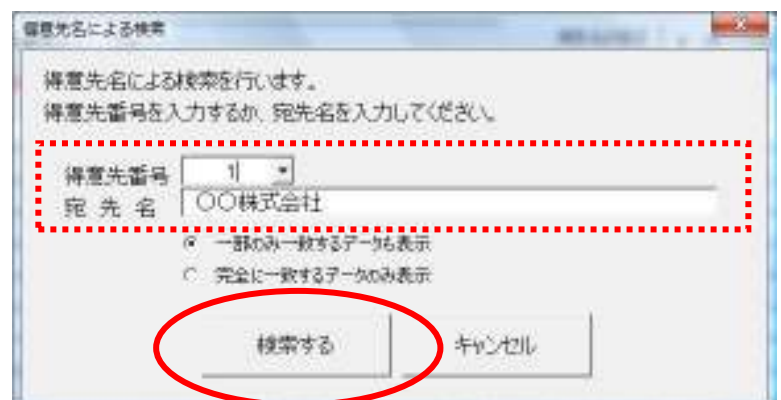 得意先名による検索
得意先名による検索を行います。
得意先番号を入力するか、宛先名を入力してください。
得意先番号 1
宛先名 〇〇株式会社
一部のみ一致するデータも表示
完全に一致するデータのみ表示
検索する キャンセル